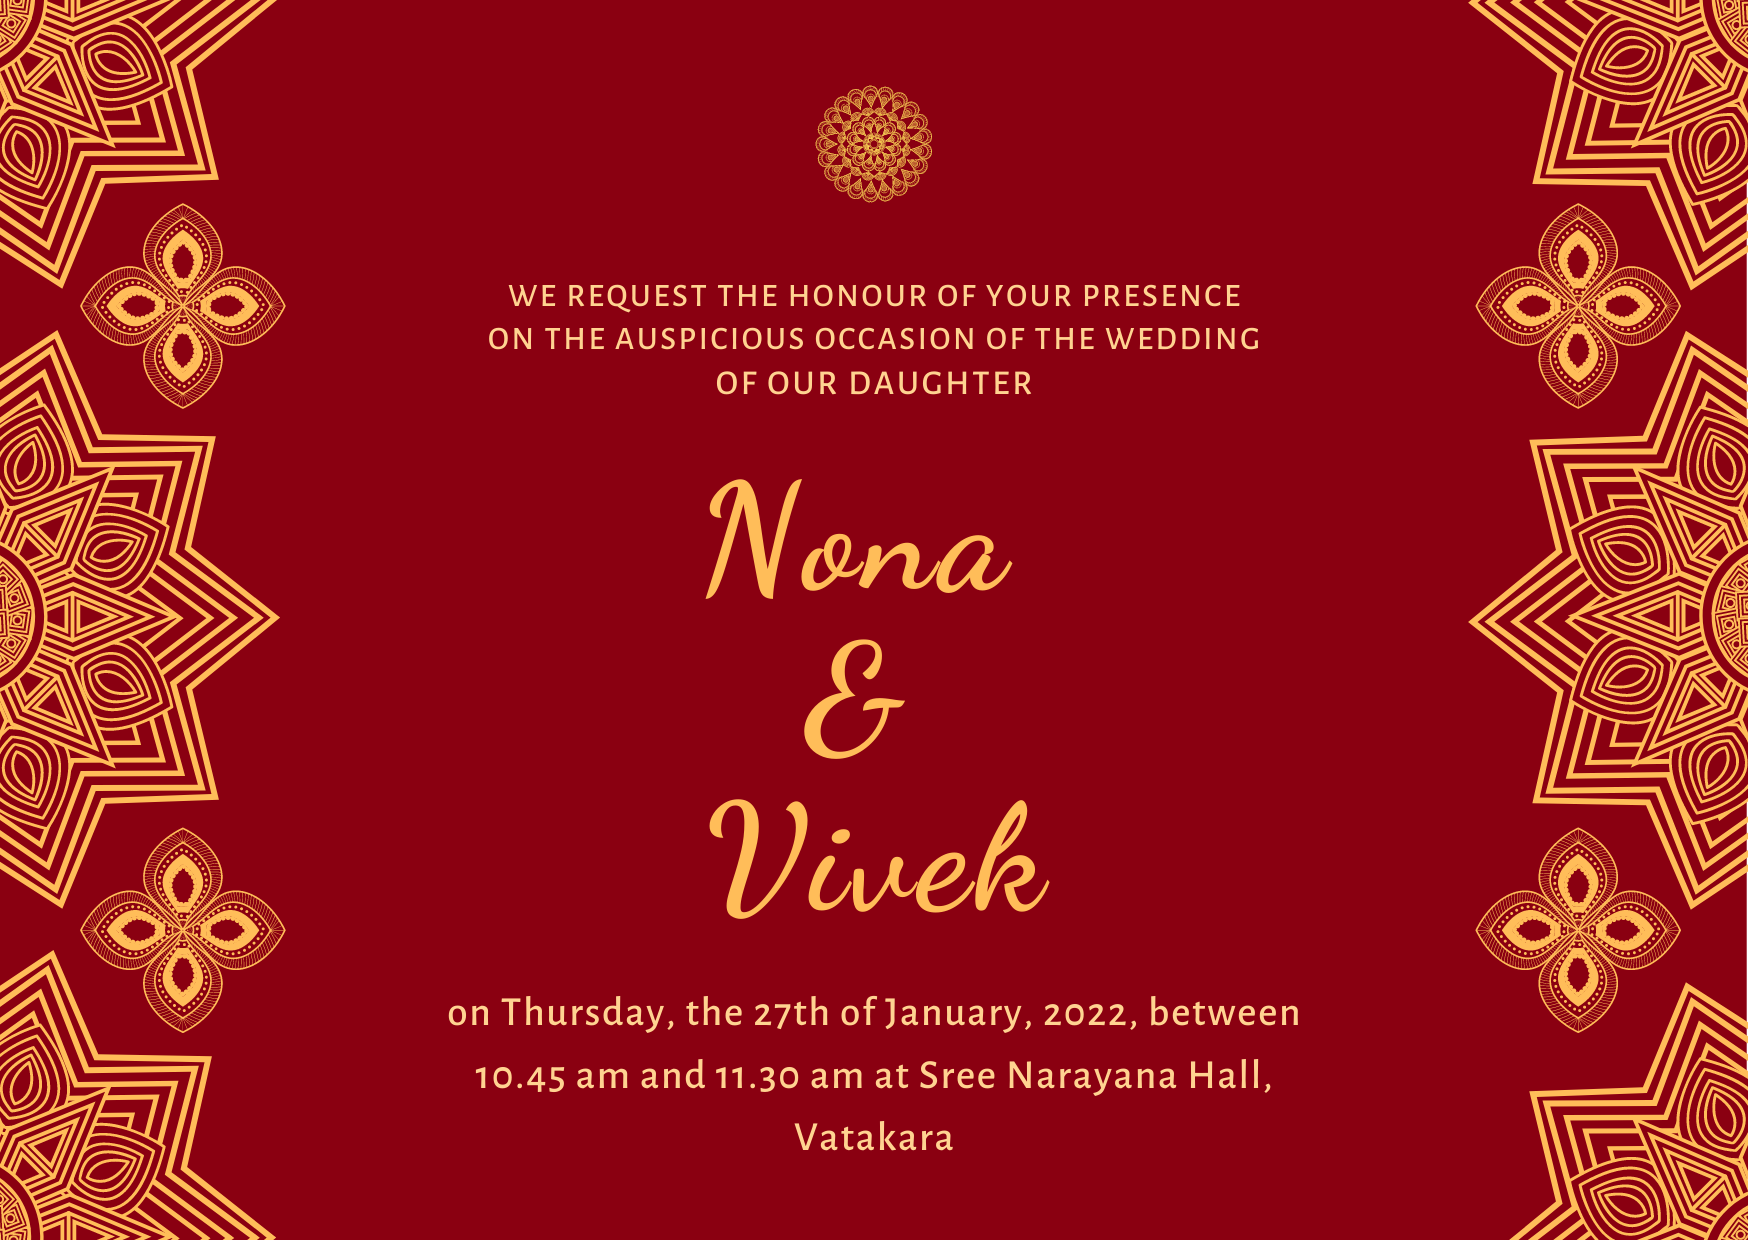 WE REQUEST THE HONOUR OF YOUR PRESENCE
ON THE AUSPICIOUS OCCASION OF THE WEDDING
OF OUR DAUGHTER
Nona
&
Vivek
on Thursday, the 27th of January, 2022, between
10.45 am and 11.30 am at Sree Narayana Hall,
Vatakara